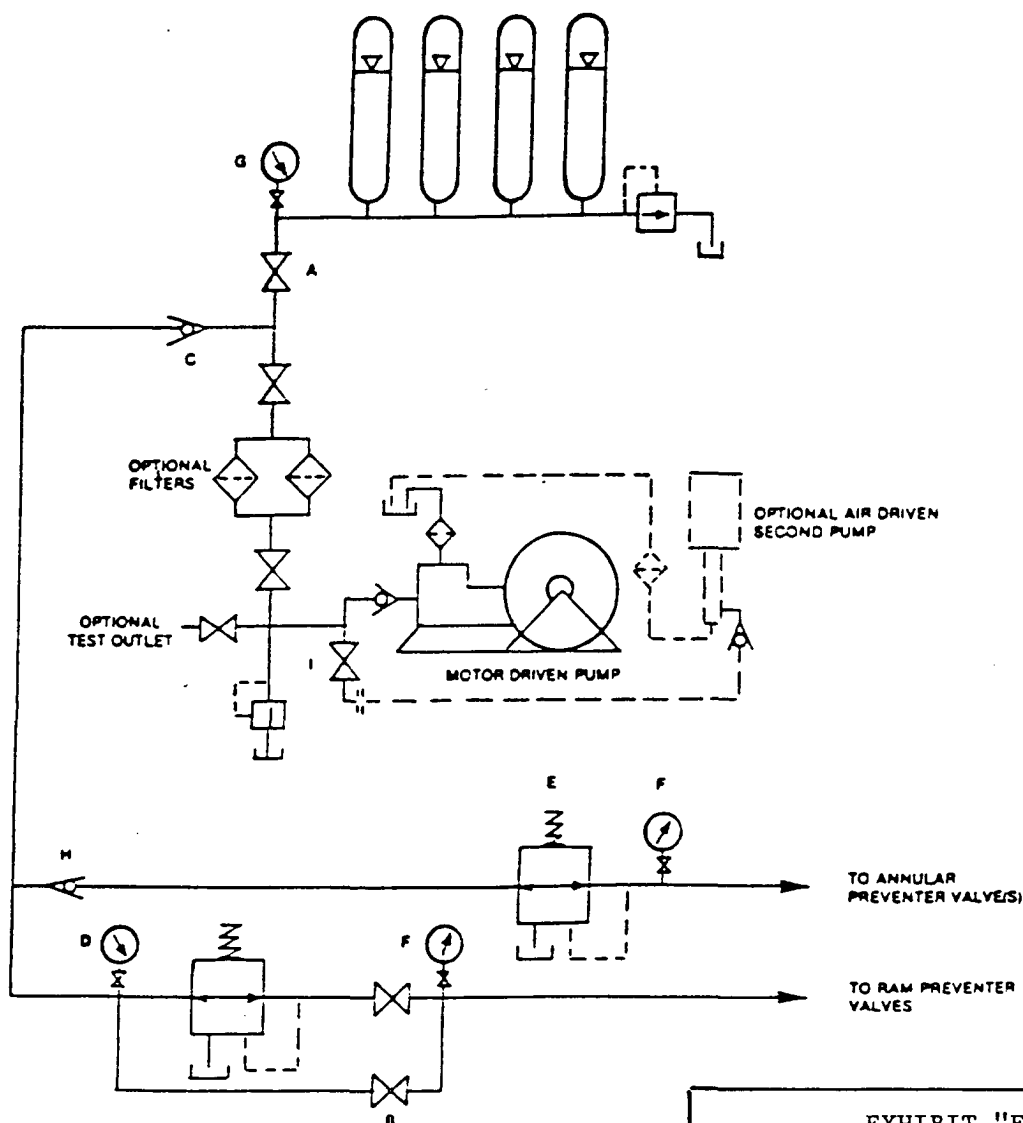 G
A
C
OPTIONAL
FILTERS
OPTIONAL AIR DRIVEN
SECOND PUMP
OPTIONAL
TEST OUTLET
I
MOTOR DRIVEN PUMP
E
F
H
TO ANNULAR
PREVENTER VALVE(S)
D
F
TO RAM PREVENTER
VALVES
EXHIBIT "E